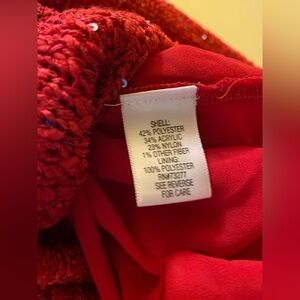 SHELL:
42% POLYESTER
34% ACRYLIC
23% NYLON
1% OTHER FIBER
LINING:
100% POLYESTER
RN#73277
SEE REVERSE
FOR CARE